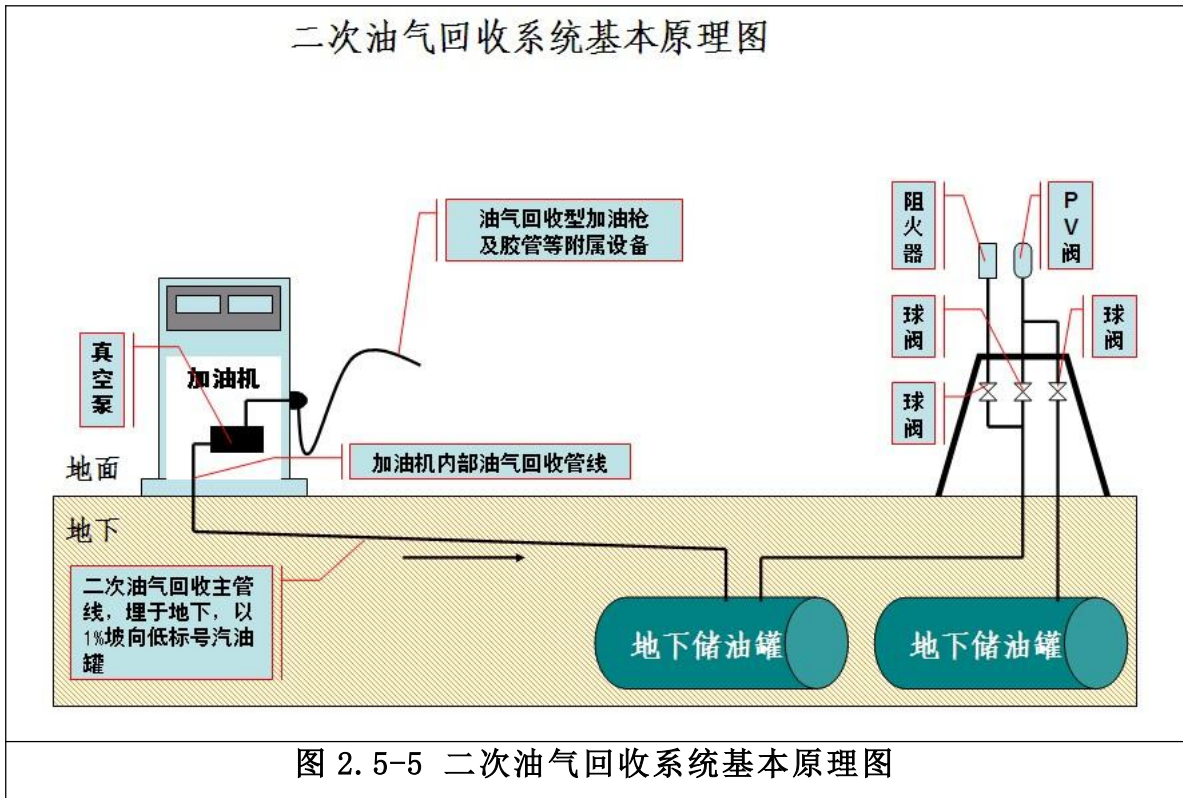 二次油气回收系统基本原理图
油气回收型加油枪
及胶管等附属设备
阻
火
器
P
V
阀
球
阀
球
阀
球
阀
真
空
泵
加油机
加油机内部油气回收管线
地面
地下
二次油气回收主管
线，埋于地下，以
1%坡向低标号汽油
罐
地下储油罐
地下储油罐
图 2.5-5 二次油气回收系统基本原理图